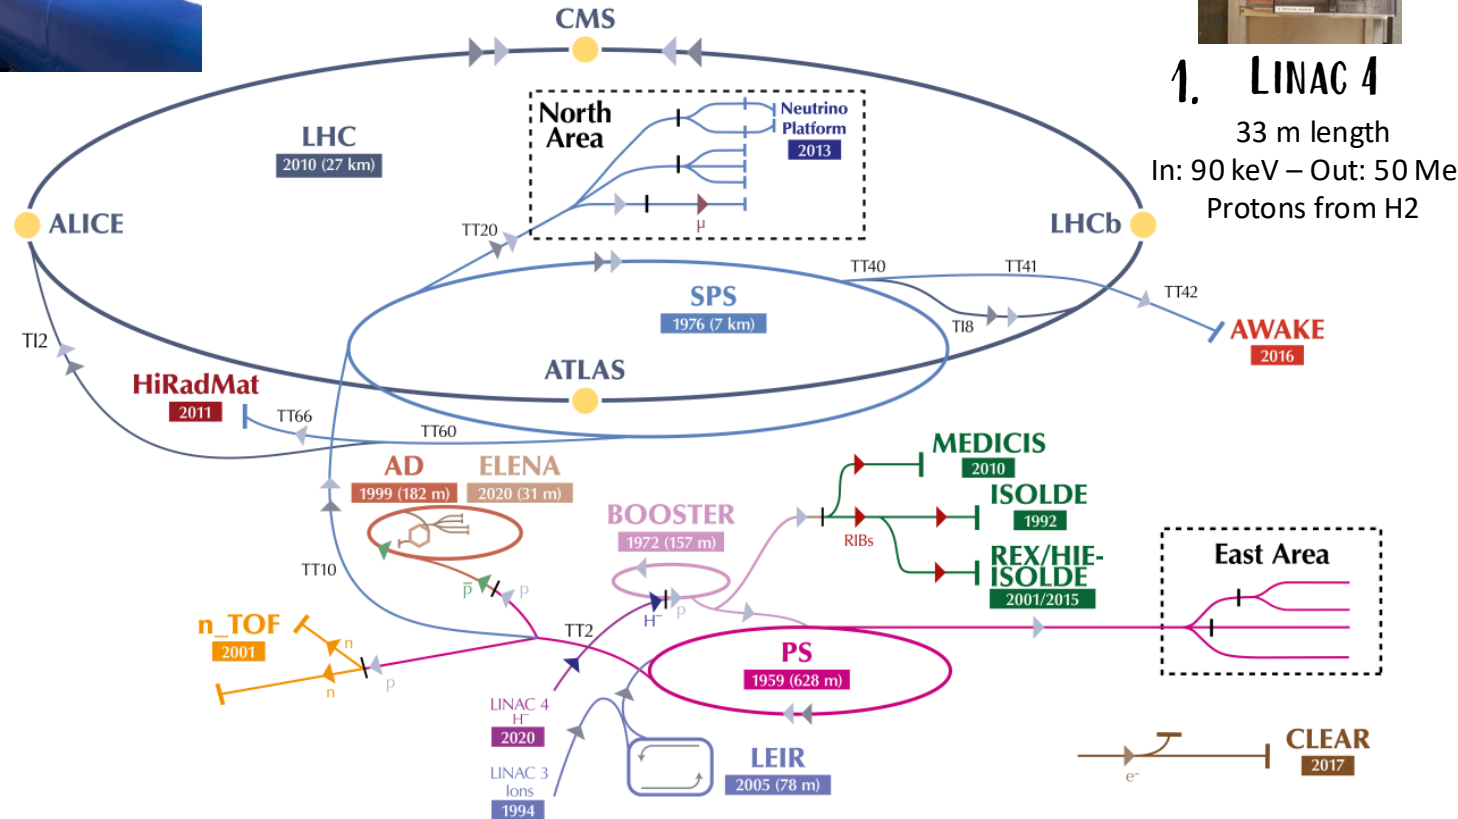 CMS
1. LINAC 4
33 m length
In: 90 keV – Out: 50 Me
Protons from H2
North
Area
Neutrino
Platform
2013
LHC
2010 (27 km)
ALICE
LHCb
TT20
μ
TT40
TT41
TT42
SPS
1976 (7 km)
TI8
AWAKE
2016
TI2
ATLAS
HiRadMat
2011
TT66
TT60
AD
1999 (182 m)
ELENA
2020 (31 m)
MEDICIS
2010
ISOLDE
1992
BOOSTER
1972 (157 m)
RIBs
REX/HIE-
ISOLDE
2001/2015
East Area
TT10
p̅
p
H⁻
p
n_TOF
2001
n
n
p
TT2
PS
1959 (628 m)
LINAC 4
H⁻
2020
LINAC 3
Ions
1994
LEIR
2005 (78 m)
CLEAR
2017
e⁻